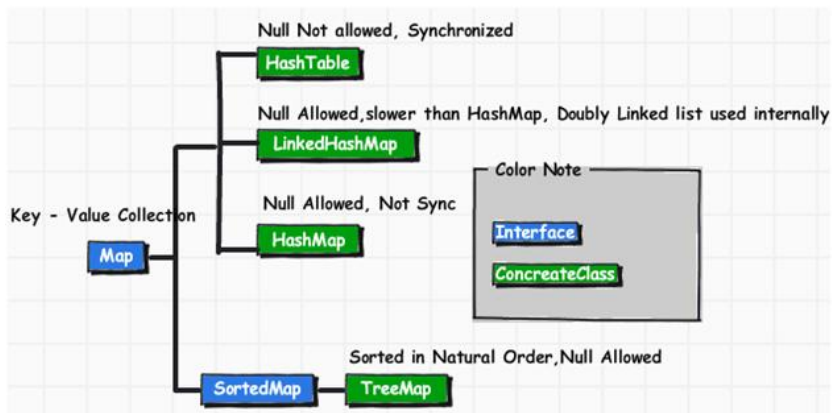 Null Not allowed, Synchronized
HashTable
Null Allowed,slower than HashMap, Doubly Linked list used internally
LinkedHashMap
Color Note
Key - Value Collection
Null Allowed, Not Sync
Interface
HashMap
Map
ConcreateClass
Sorted in Natural Order,Null Allowed
SortedMap
TreeMap